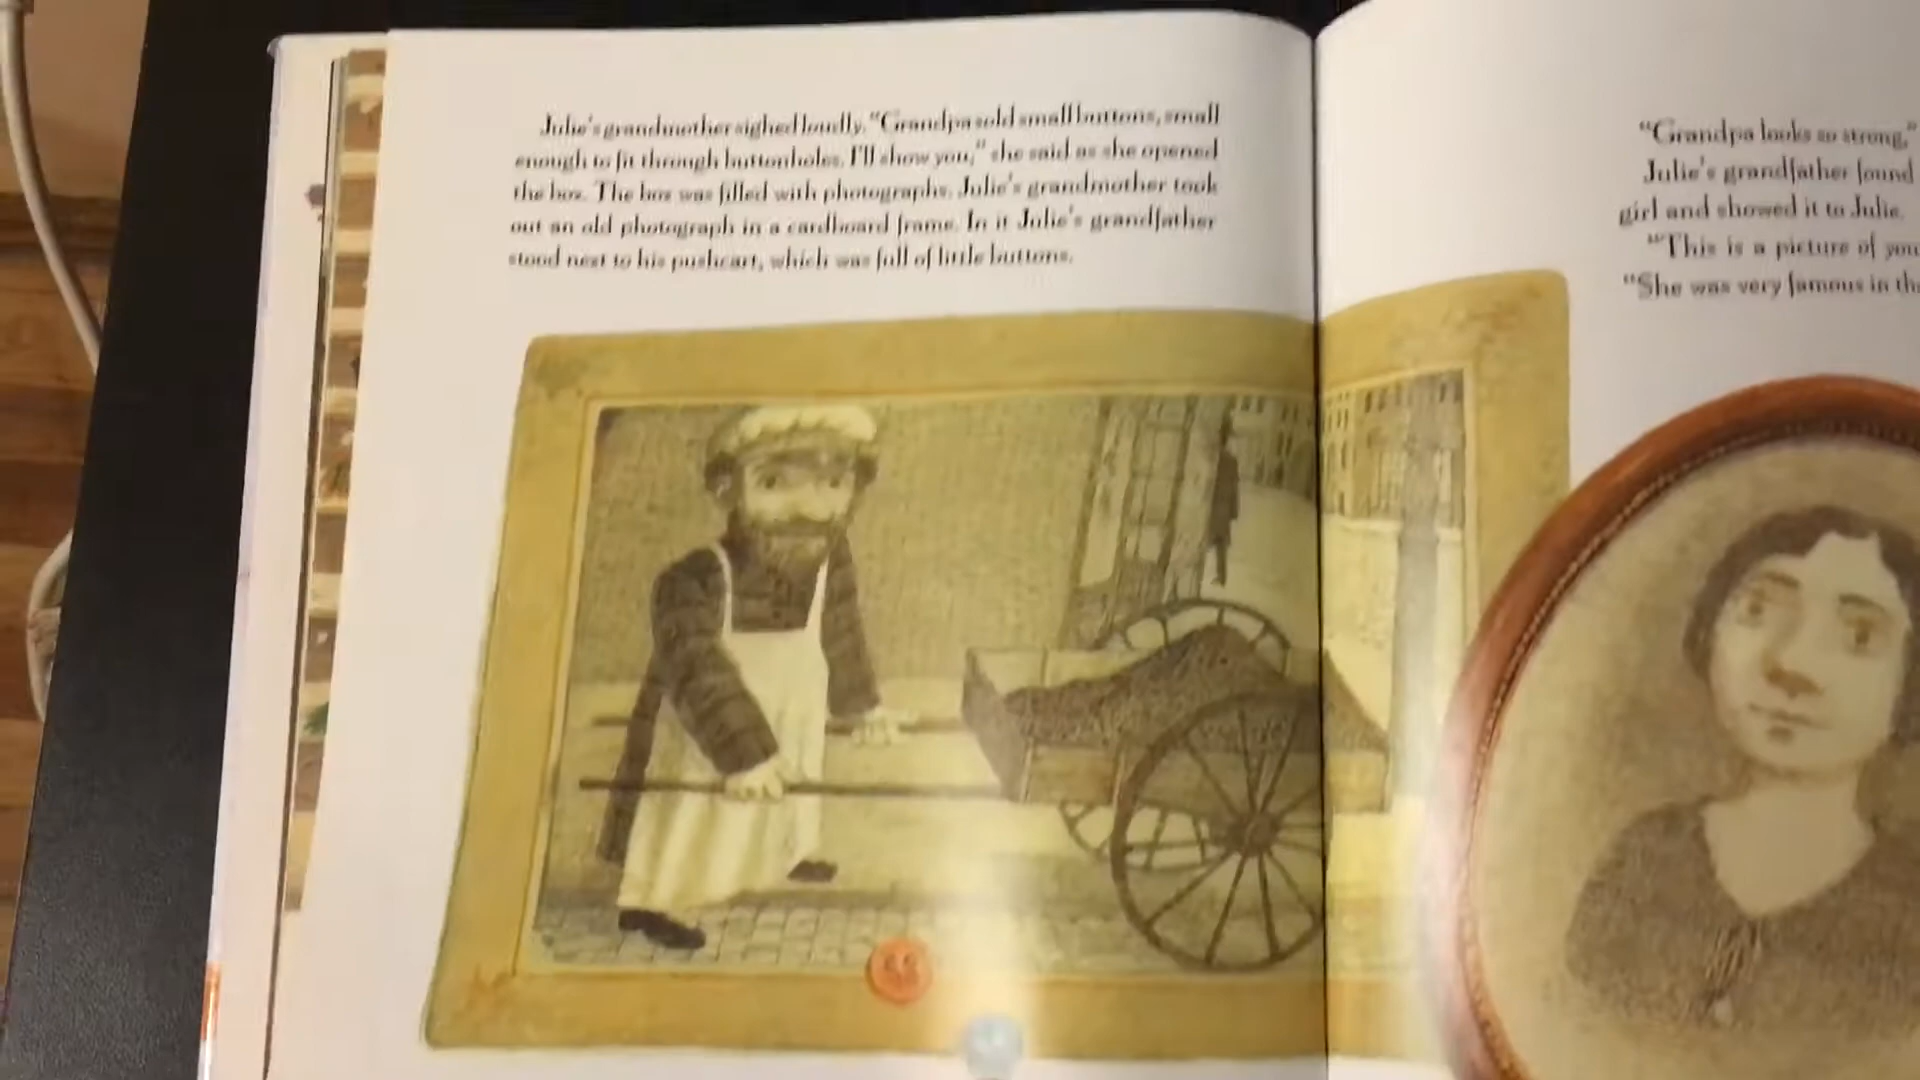 Julie's grandmother sighed loudly. "Grandpa sold small buttons, small
enough to fit through buttonholes. I'll show you," she said as she opened
the box. The box was filled with photographs. Julie's grandmother took
out an old photograph in a cardboard frame. In it Julie's grandfather
stood next to his pushcart, which was full of little buttons.
"Grandpa looks so strong,"
Julie's grandfather found
girl and showed it to Julie.
"This is a picture of you
"She was very famous in the